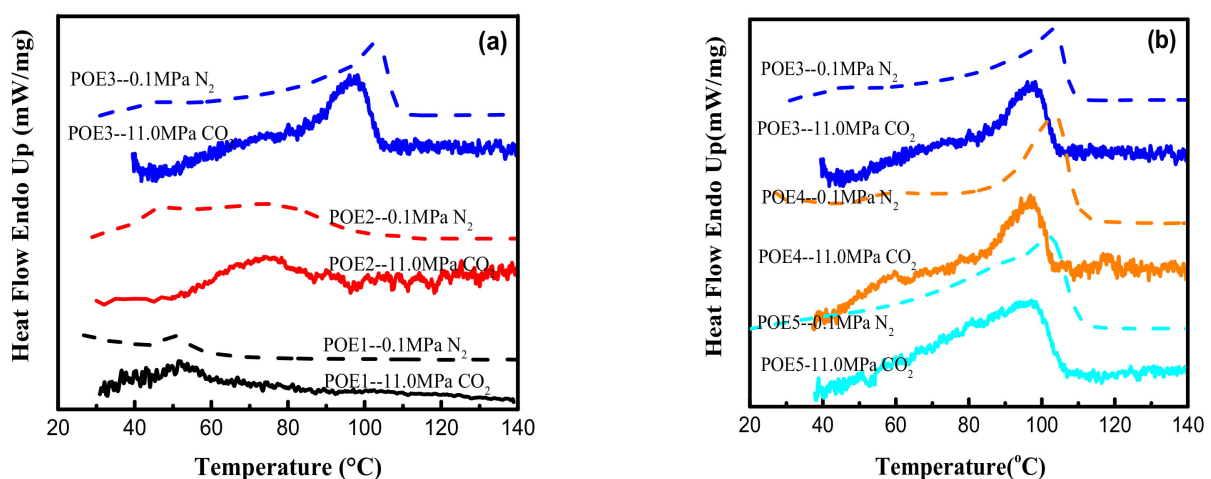 (a)
Heat Flow Endo Up (mW/mg)
POE3--0.1MPa N2
POE3--11.0MPa CO2
POE2--0.1MPa N2
POE2--11.0MPa CO2
POE1--0.1MPa N2
POE1--11.0MPa CO2
20 40 60 80 100 120 140
Temperature (°C)
(b)
Heat Flow Endo Up(mW/mg)
POE3--0.1MPa N2
POE3--11.0MPa CO2
POE4--0.1MPa N2
POE4--11.0MPa CO2
POE5--0.1MPa N2
POE5-11.0MPa CO2
20 40 60 80 100 120 140
Temperature(oC)